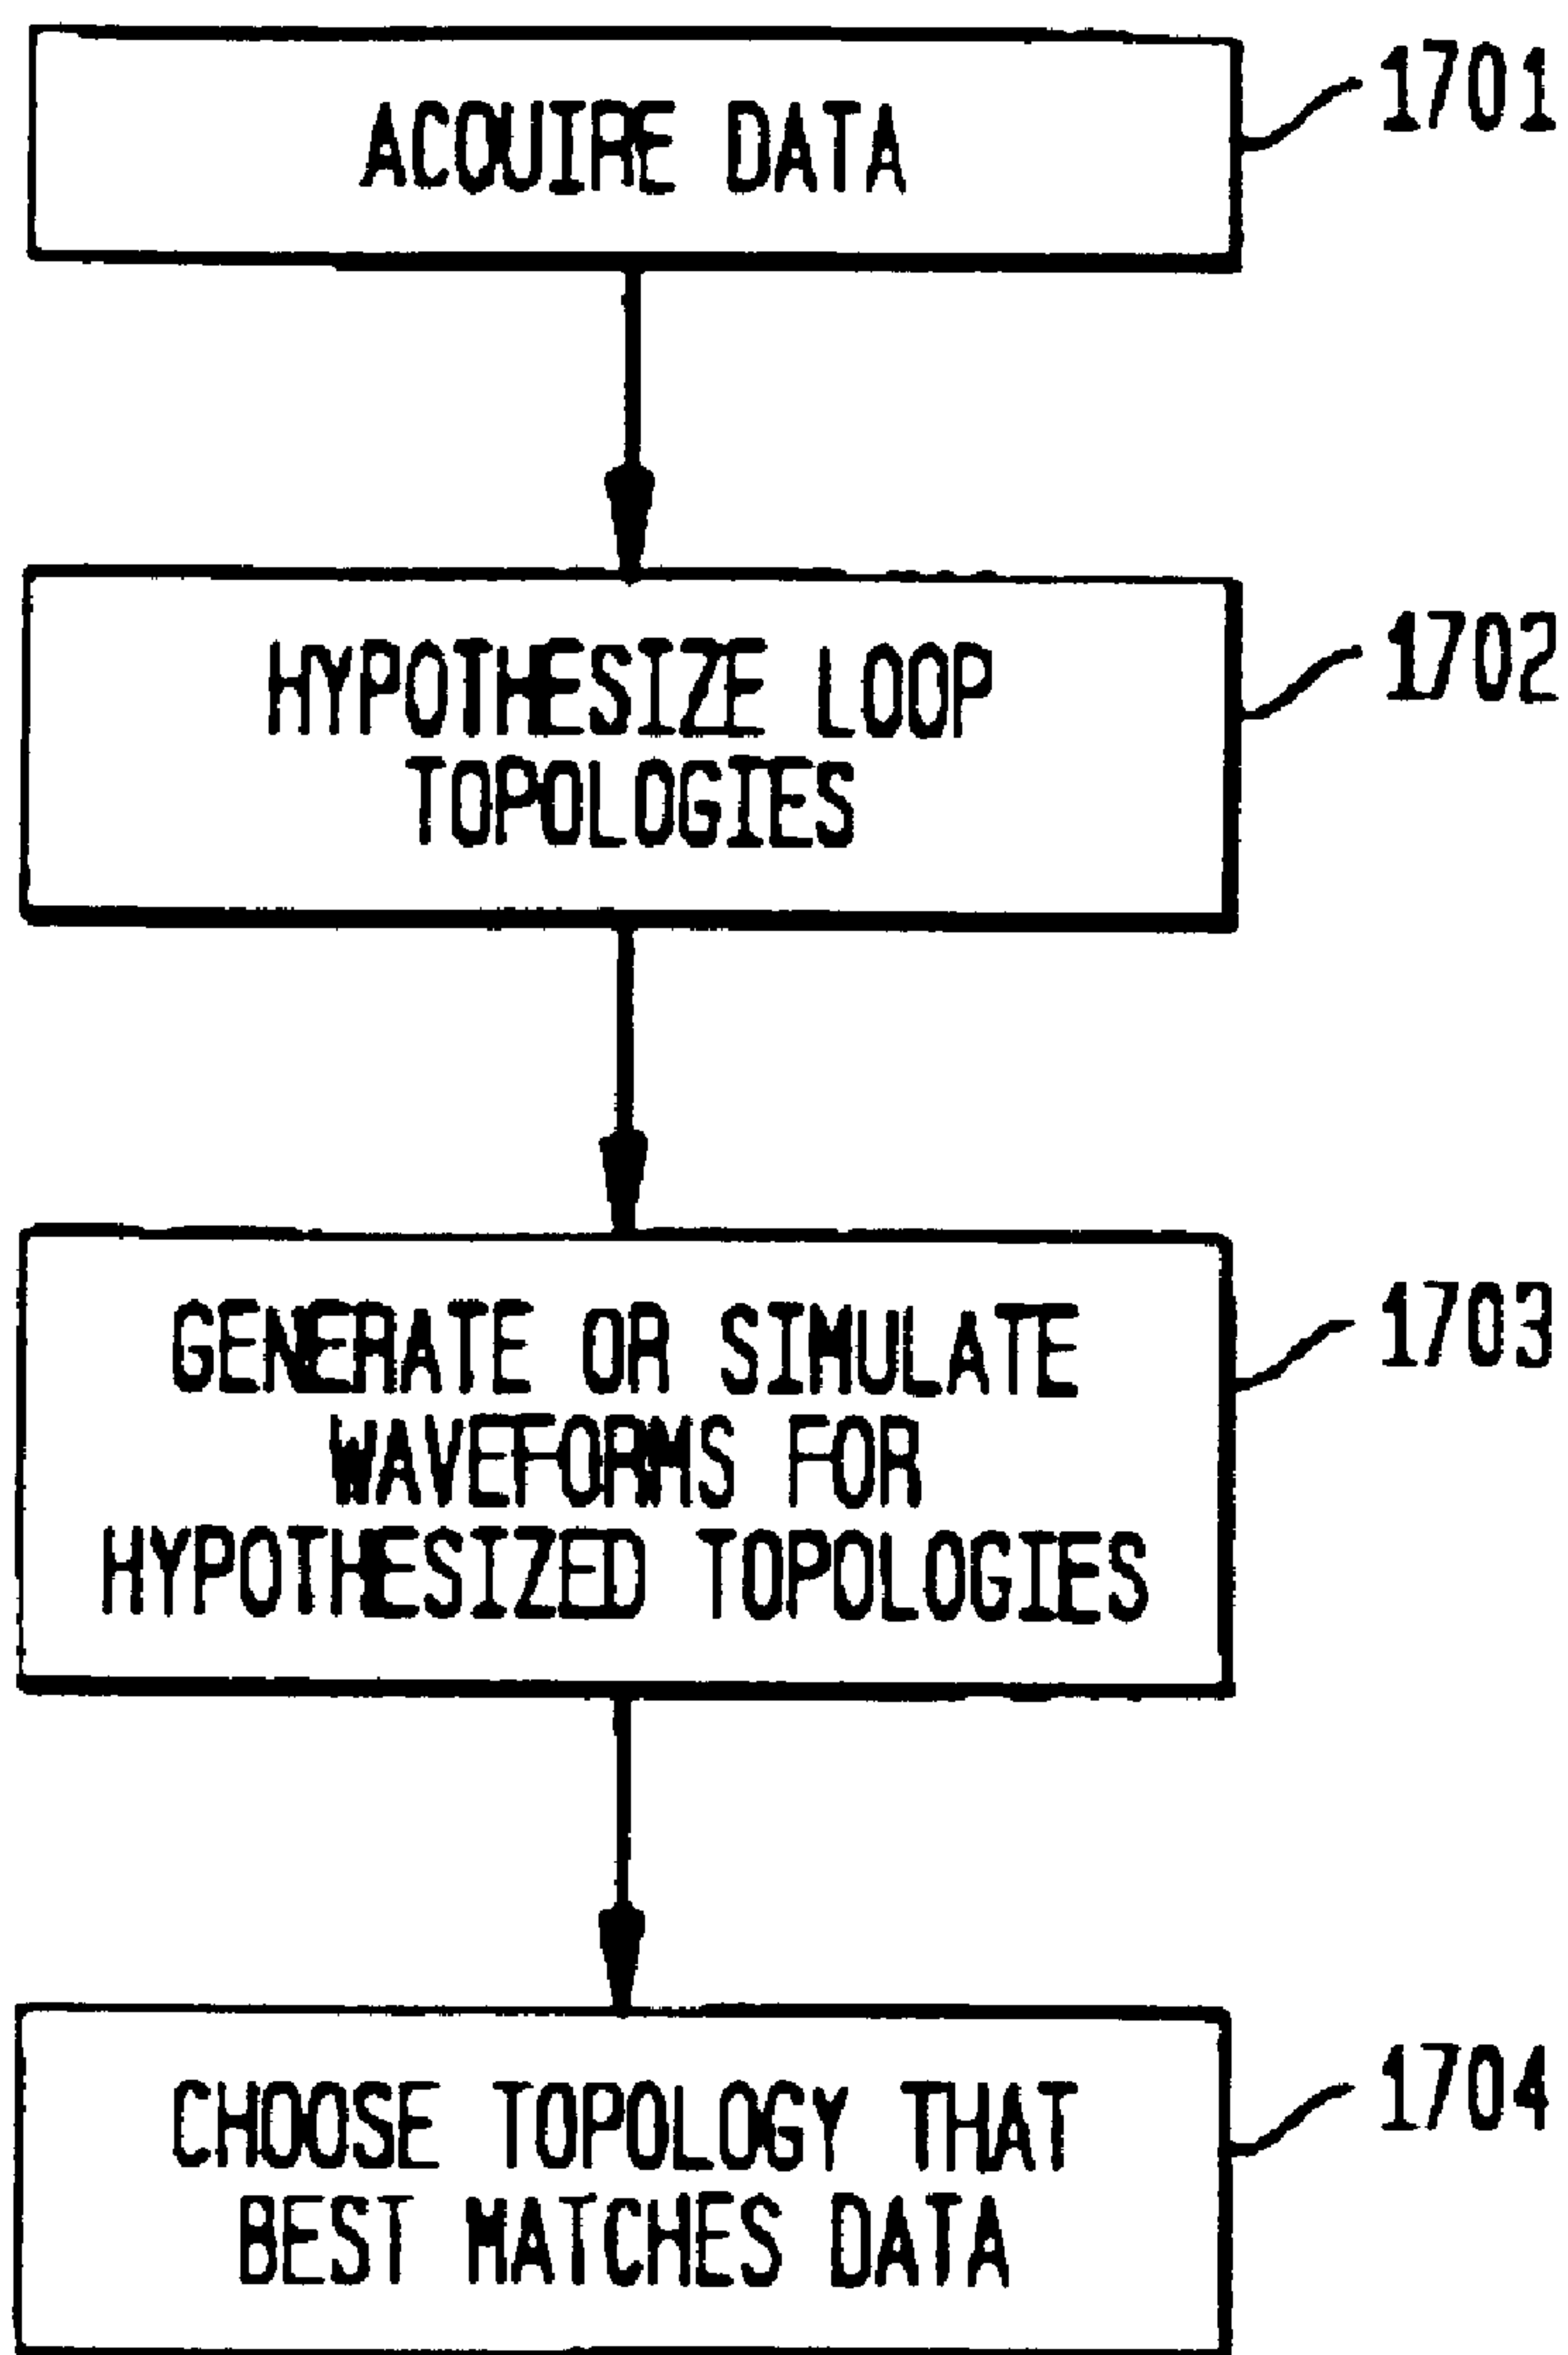 ACQUIRE DATA
1701
HYPOTHESIZE LOOP
TOPOLOGIES
1702
GENERATE OR SIMULATE
WAVEFORMS FOR
HYPOTHESIZED TOPOLOGIES
1703
CHOOSE TOPOLOGY THAT
BEST MATCHES DATA
1704